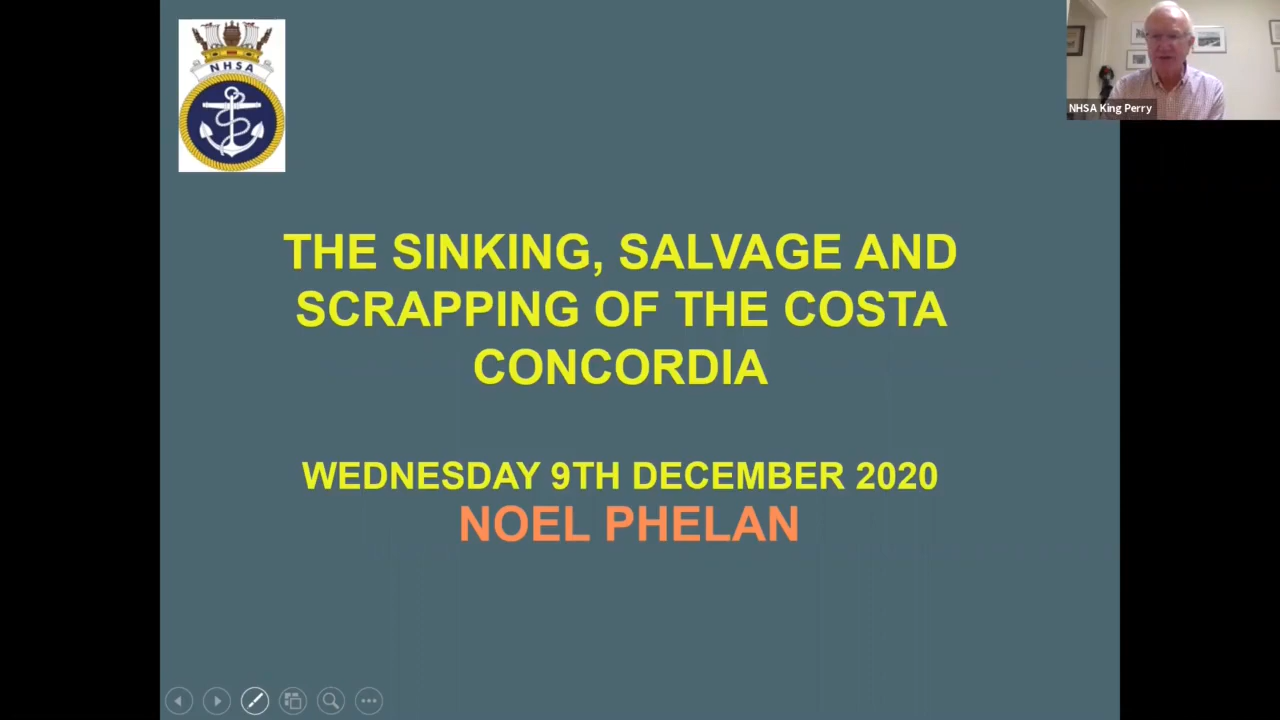 NHSA
NHSA King Perry
THE SINKING, SALVAGE AND
SCRAPPING OF THE COSTA
CONCORDIA
WEDNESDAY 9TH DECEMBER 2020
NOEL PHELAN